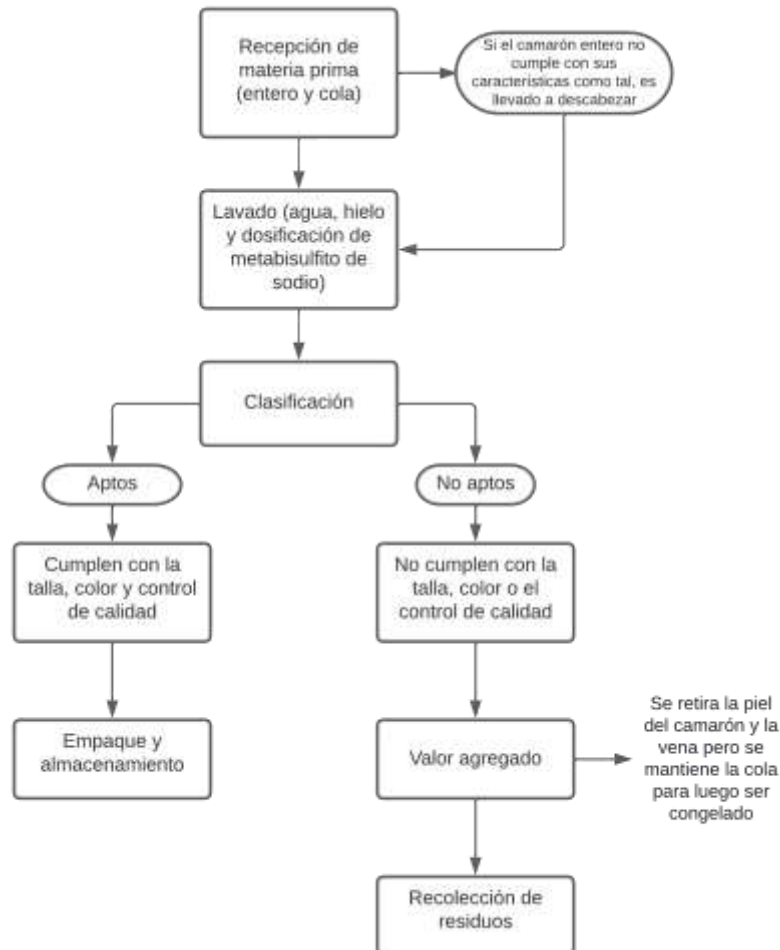 Recepción de
materia prima
(entero y cola)
Si el camarón entero no
cumple con sus
características como tal, es
llevado a descabezar
Lavado (agua, hielo
y dosificación de
metabisulfito de
sodio)
Clasificación
Aptos
No aptos
Cumplen con la
talla, color y control
de calidad
No cumplen con la
talla, color o el
control de calidad
Empaque y
almacenamiento
Valor agregado
Se retira la piel
del camarón y la
vena pero se
mantiene la cola
para luego ser
congelado
Recolección de
residuos